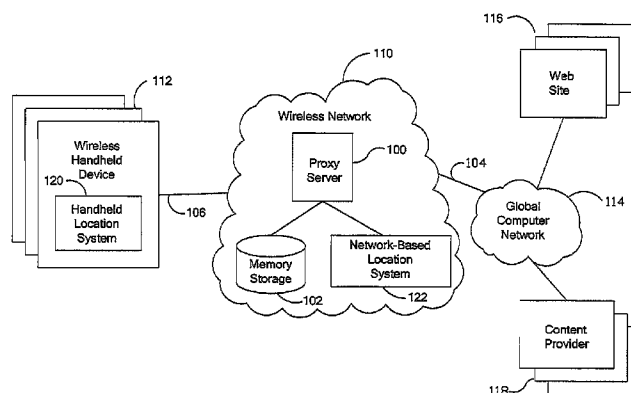 110
116
112
Wireless Network
Web
Site
Wireless
Handheld
Device
100
Proxy
Server
104
120
114
Handheld
Location
System
106
Global
Computer
Network
Memory
Storage
Network-Based
Location
System
102
122
Content
Provider
118